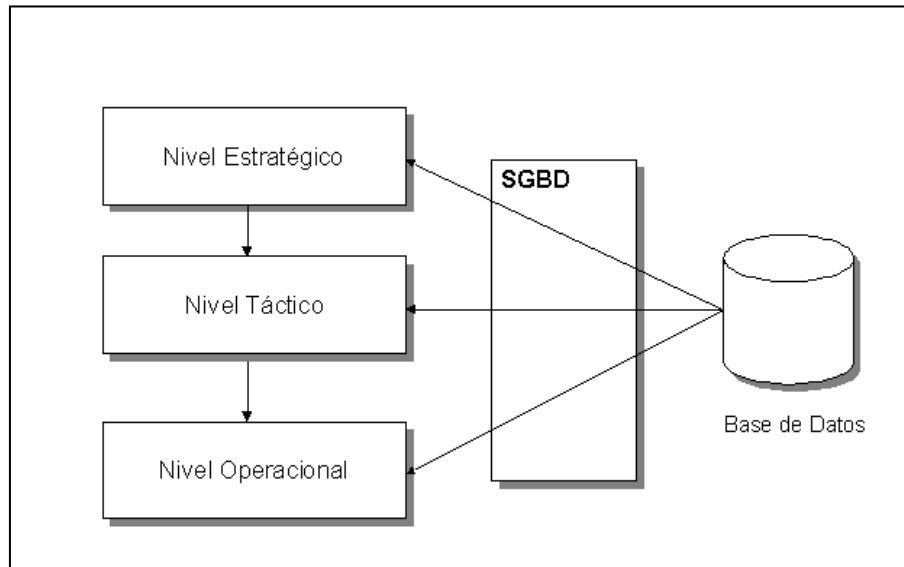 Nivel Estratégico
SGBD
Nivel Táctico
Nivel Operacional
Base de Datos